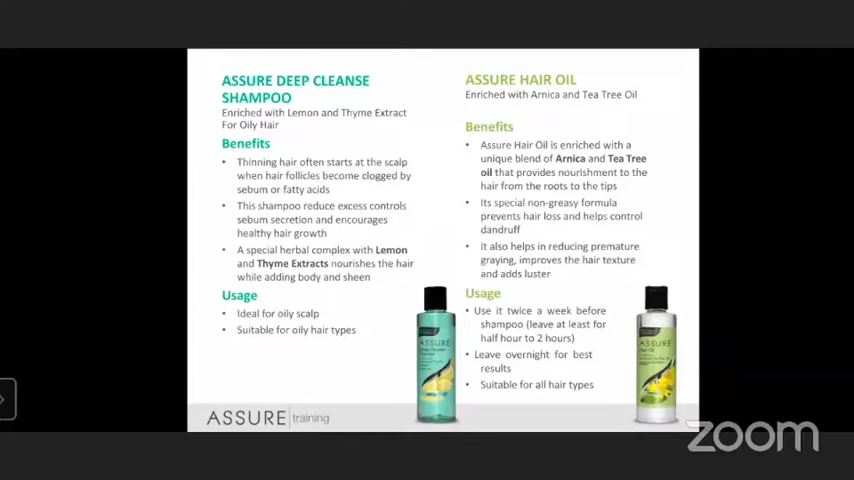 ASSURE DEEP CLEANSE
SHAMPOO
Enriched with Lemon and Thyme Extract
For Oily Hair
Benefits
• Thinning hair often starts at the scalp
when hair follicles become clogged by
sebum or fatty acids
• This shampoo reduce excess controls
sebum secretion and encourages
healthy hair growth
• A special herbal complex with Lemon
and Thyme Extracts nourishes the hair
while adding body and sheen
Usage
• Ideal for oily scalp
• Suitable for oily hair types
ASSURE HAIR OIL
Enriched with Arnica and Tea Tree Oil
Benefits
• Assure Hair Oil is enriched with a
unique blend of Arnica and Tea Tree
oil that provides nourishment to the
hair from the roots to the tips
• Its special non-greasy formula
prevents hair loss and helps control
dandruff
• It also helps in reducing premature
graying, improves the hair texture
and adds luster
Usage
• Use it twice a week before
shampoo (leave at least for
half hour to 2 hours)
• Leave overnight for best
results
• Suitable for all hair types
ASSURE
ASSURE
Hair Oil
ASSURE training
zoom